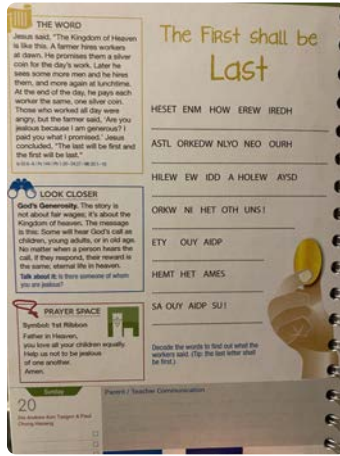 THE WORD
Jesus said, "The Kingdom of Heaven
is like this. A farmer hires workers
at dawn. He promises them a silver
coin for the day's work. Later he
sees some more men and he hires
them, and more again at lunchtime.
At the end of the day, he pays each
worker the same, one silver coin.
Those who worked all day were
angry, but the farmer said, 'Are you
jealous because I am generous? I
paid you what I promised.' Jesus
concluded, "The last will be first and
the first will be last."
LOOK CLOSER
God's Generosity. The story is
not about fair wages; it's about the
Kingdom of heaven. The message
is this: Some will hear God's call as
children, young adults, or in old age.
No matter when a person hears the
call, if they respond, their reward is
the same; eternal life in heaven.
Talk about it: Is there someone of whom
you are jealous?
PRAYER SPACE
Symbol: 1st Ribbon
Father in Heaven,
you love all your children equally.
Help us not to be jealous
of one another.
Amen.
Sunday
20
The First shall be
Last
HESET ENM HOW EREW IREDH
ASTL ORKEDW NLYO NEO OURH
HILEW EW IDD A HOLEW AYSD
ORKW NI HET OTH UNS!
ETY OUY AIDP
HEMT HET AMES
SA OUY AIDP SU!
Decode the words to find out what the
workers said. (Tip: the last letter shall
be first.)
Parent / Teacher Communication